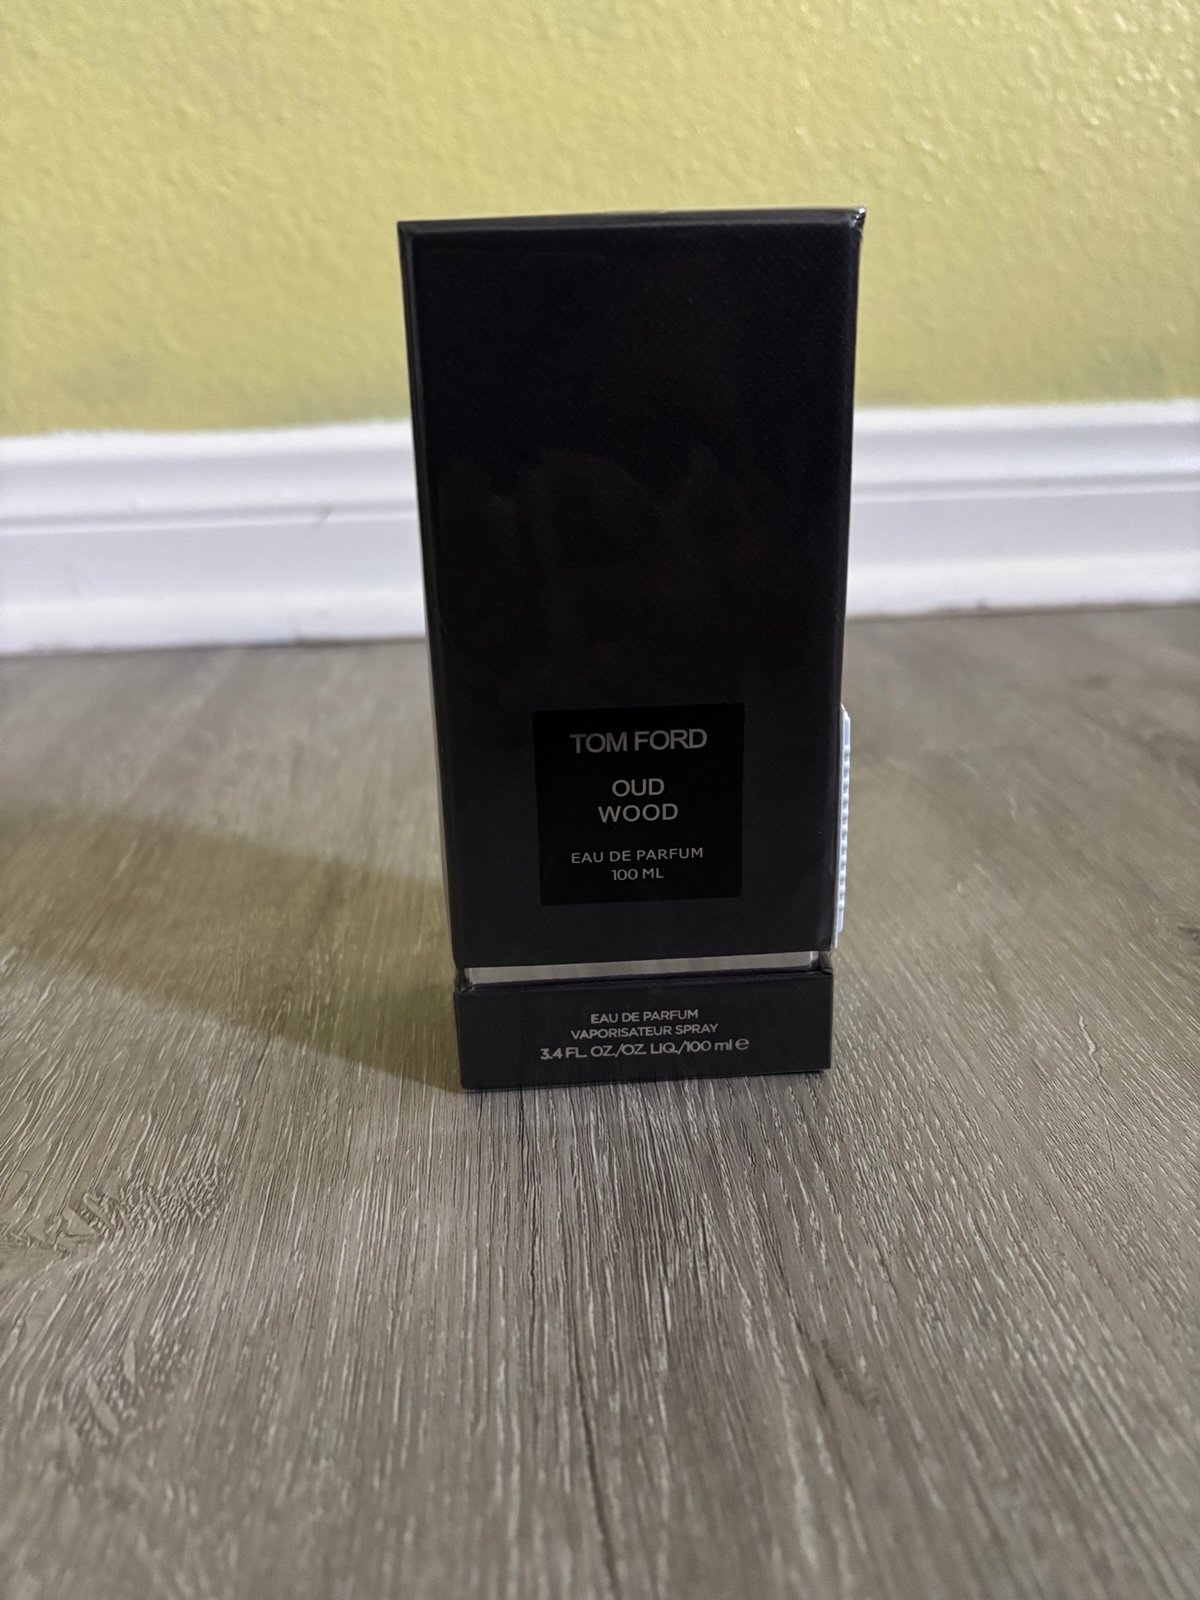 TOM FORD
OUD
WOOD
EAU DE PARFUM
100 ML
EAU DE PARFUM
VAPORISATEUR SPRAY
3.4 FL. OZ./OZ. LIQ./100 ml ℮